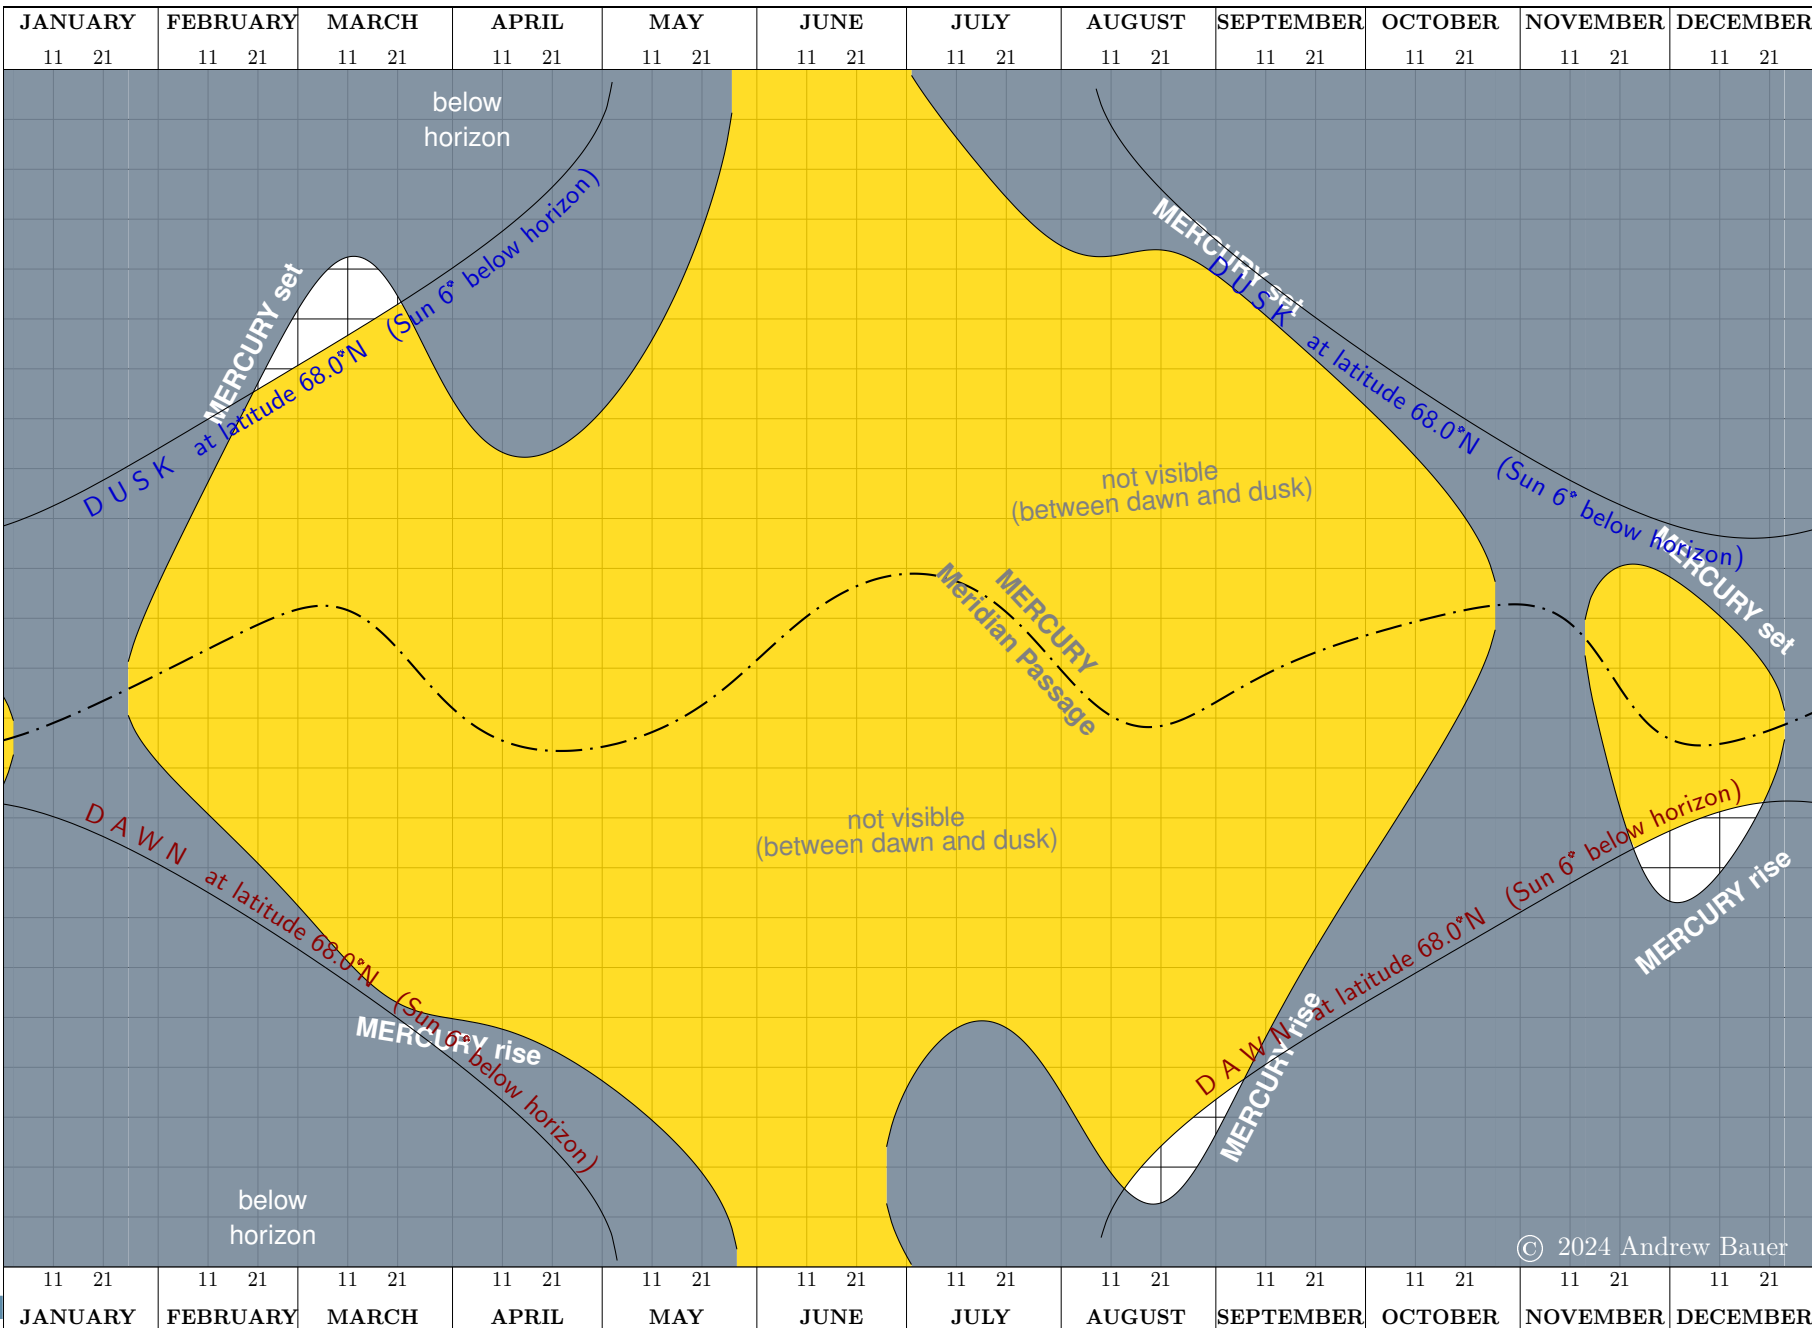 JANUARY FEBRUARY MARCH APRIL MAY JUNE JULY AUGUST SEPTEMBER OCTOBER NOVEMBER DECEMBER
11 21 11 21 11 21 11 21 11 21 11 21 11 21 11 21 11 21 11 21 11 21 11 21
below
horizon
MERCURY set
DUSK at latitude 68.0°N (Sun 6° below horizon)
MERCURY set
DUSK at latitude 68.0°N (Sun 6° below horizon)
not visible
(between dawn and dusk)
MERCURY set
MERCURY
Meridian Passage
not visible
(between dawn and dusk)
DAWN at latitude 68.0°N (Sun 6° below horizon)
MERCURY rise
DAWN at latitude 68.0°N (Sun 6° below horizon)
MERCURY rise
MERCURY rise
below
horizon
© 2024 Andrew Bauer
11 21 11 21 11 21 11 21 11 21 11 21 11 21 11 21 11 21 11 21 11 21 11 21
JANUARY FEBRUARY MARCH APRIL MAY JUNE JULY AUGUST SEPTEMBER OCTOBER NOVEMBER DECEMBER